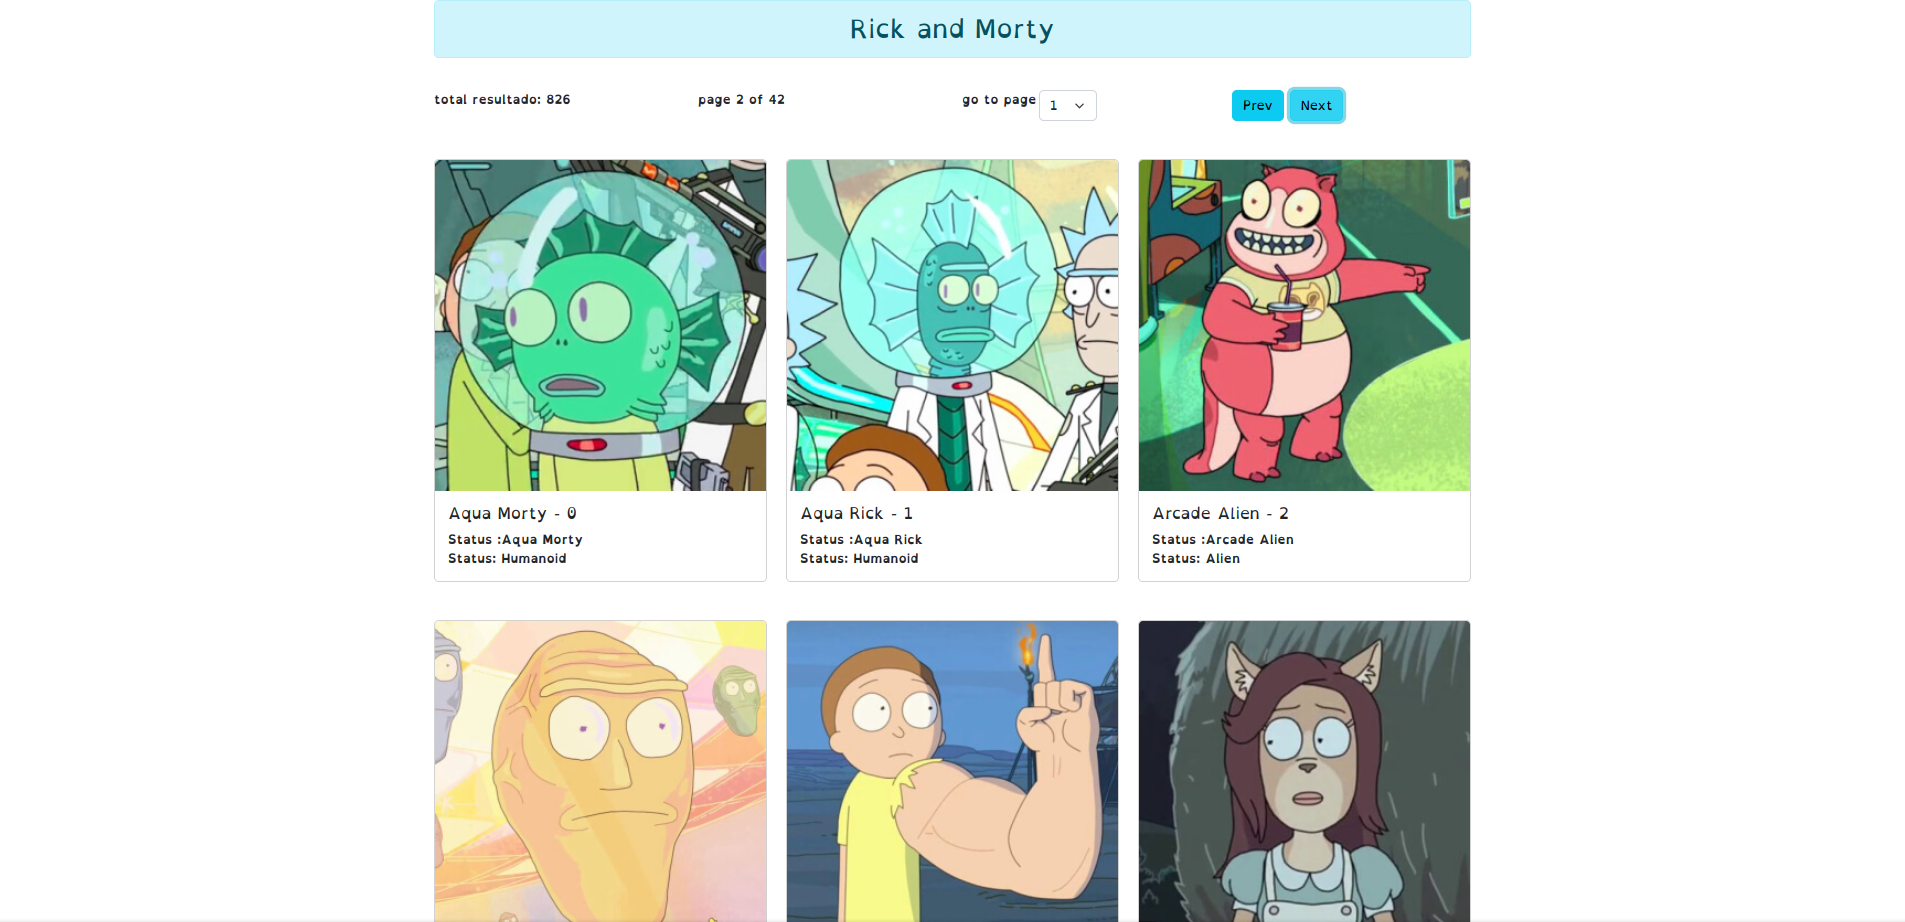 Rick and Morty
total resultado: 826
page 2 of 42
go to page 1
Prev Next
Aqua Morty - 0
Status :Aqua Morty
Status: Humanoid
Aqua Rick - 1
Status :Aqua Rick
Status: Humanoid
Arcade Alien - 2
Status :Arcade Alien
Status: Alien